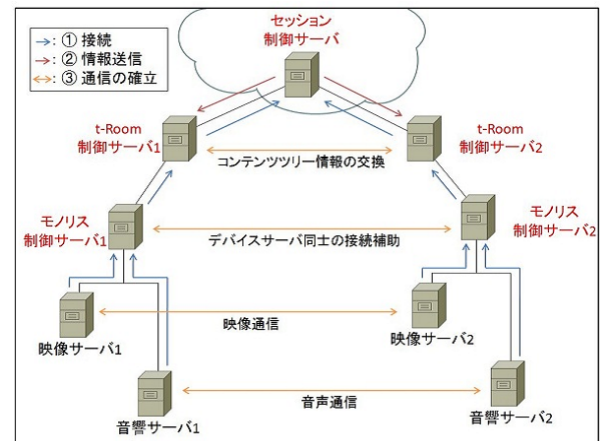 セッション
制御サーバ
→: ① 接続
→: ② 情報送信
↔: ③ 通信の確立
t-Room
制御サーバ1
t-Room
制御サーバ2
コンテンツツリー情報の交換
モノリス
制御サーバ1
モノリス
制御サーバ2
デバイスサーバ同士の接続補助
映像通信
映像サーバ1
映像サーバ2
音声通信
音響サーバ1
音響サーバ2